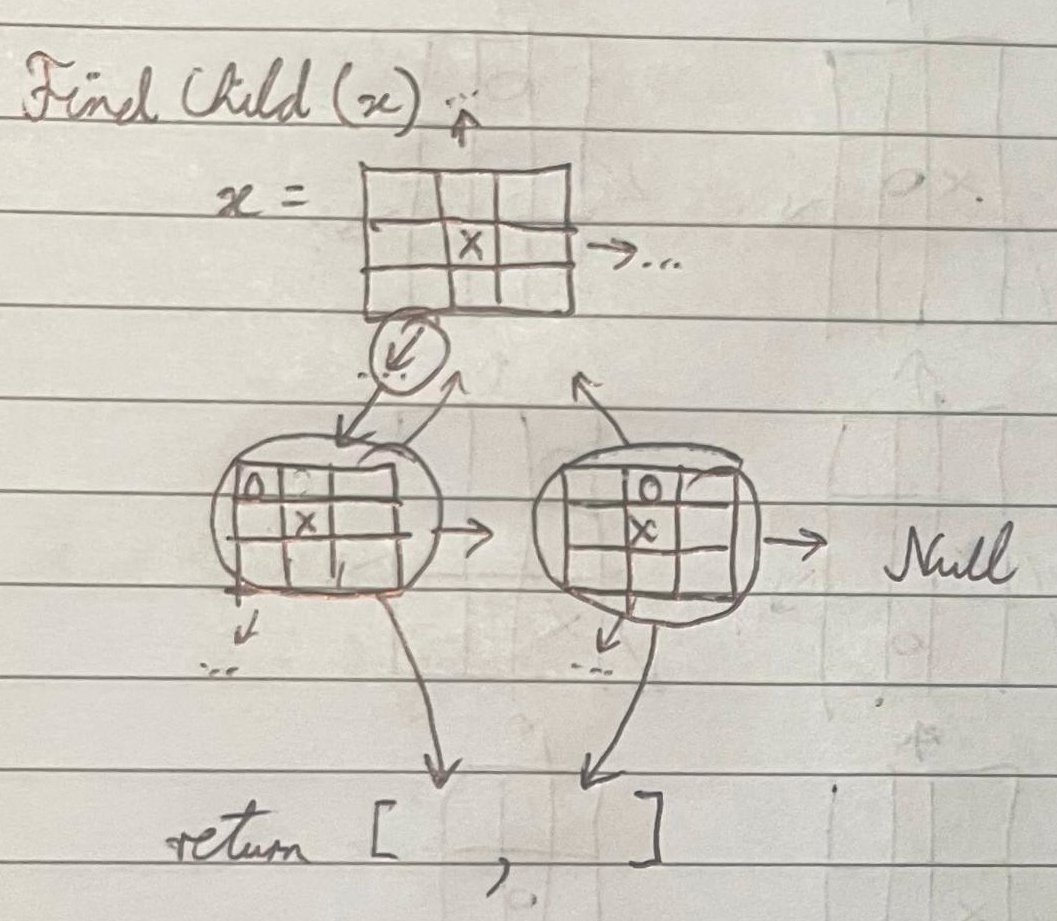 Find Child (x) ...
x =
X
...
...
O
X
O
X
Null
...
...
return [ , ]